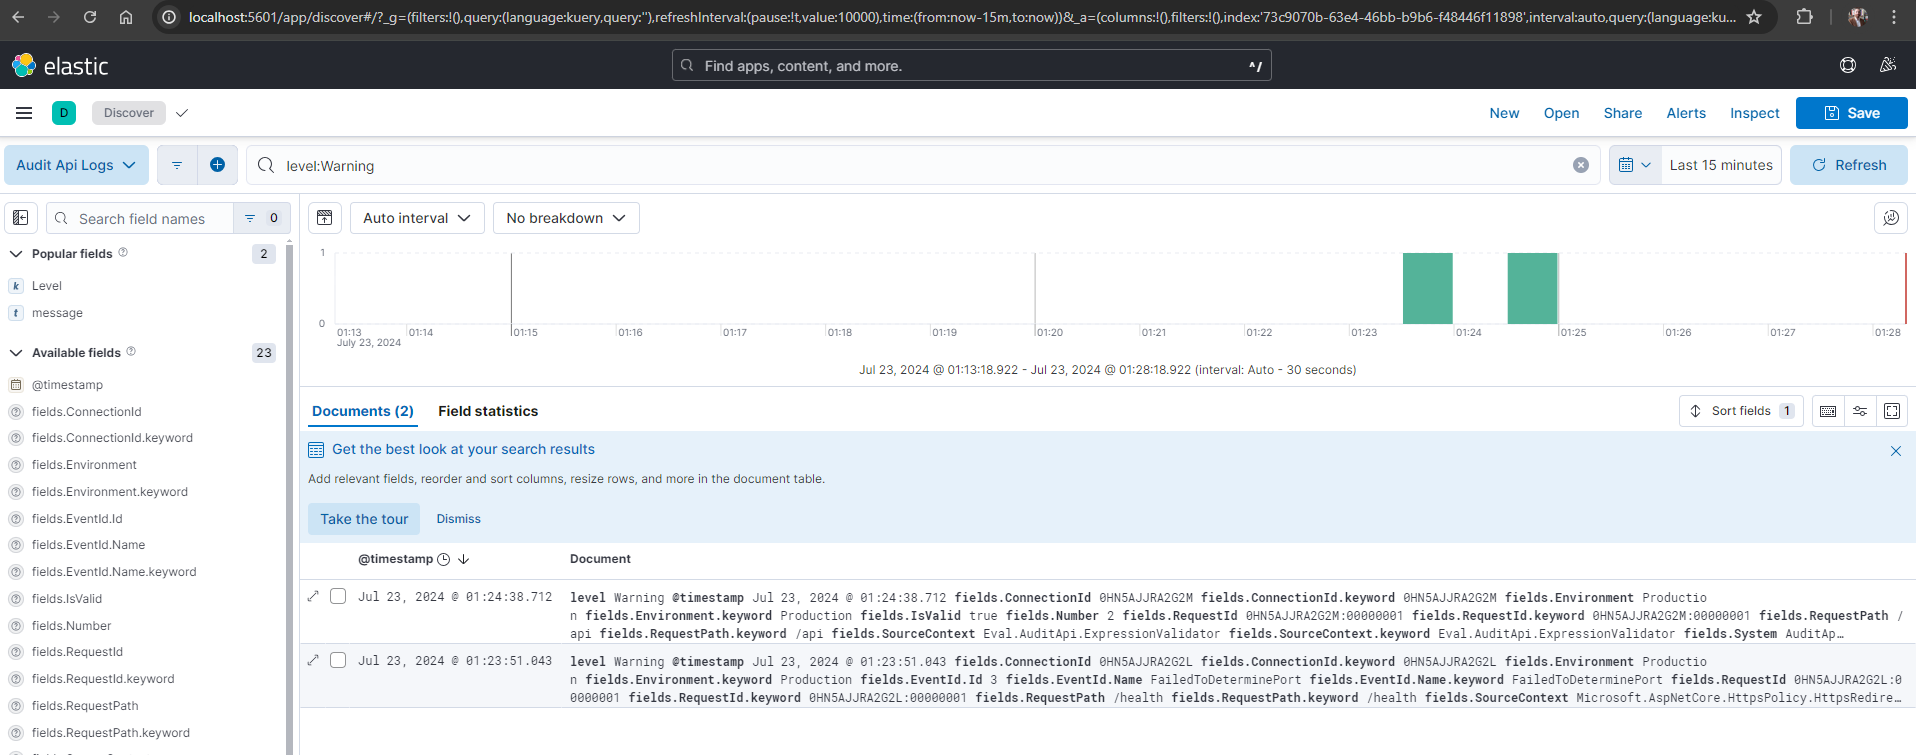 localhost:5601/app/discover#/?_g=(filters:!(),query:(language:kuery,query:''),refreshInterval:(pause:!t,value:10000),time:(from:now-15m,to:now))&_a=(columns:!(),filters:!(),index:'73c9070b-63e4-46bb-b9b6-f48446f11898',interval:auto,query:(language:ku...
elastic
Find apps, content, and more.
^/
D
Discover
New
Open
Share
Alerts
Inspect
Save
Audit Api Logs
level:Warning
Last 15 minutes
Refresh
Search field names
0
Auto interval
No breakdown
Popular fields
2
k Level
t message
Available fields
23
@timestamp
fields.ConnectionId
fields.ConnectionId.keyword
fields.Environment
fields.Environment.keyword
fields.EventId.Id
fields.EventId.Name
fields.EventId.Name.keyword
fields.IsValid
fields.Number
fields.RequestId
fields.RequestId.keyword
fields.RequestPath
fields.RequestPath.keyword
1
0
01:13 01:14 01:15 01:16 01:17 01:18 01:19 01:20 01:21 01:22 01:23 01:24 01:25 01:26 01:27 01:28
July 23, 2024
Jul 23, 2024 @ 01:13:18.922 - Jul 23, 2024 @ 01:28:18.922 (interval: Auto - 30 seconds)
Documents (2)
Field statistics
Sort fields 1
Get the best look at your search results
Add relevant fields, reorder and sort columns, resize rows, and more in the document table.
Take the tour
Dismiss
@timestamp
Document
Jul 23, 2024 @ 01:24:38.712
level Warning @timestamp Jul 23, 2024 @ 01:24:38.712 fields.ConnectionId 0HN5AJJRA2G2M fields.ConnectionId.keyword 0HN5AJJRA2G2M fields.Environment Productio
n fields.Environment.keyword Production fields.IsValid true fields.Number 2 fields.RequestId 0HN5AJJRA2G2M:00000001 fields.RequestId.keyword 0HN5AJJRA2G2M:00000001 fields.RequestPath /
api fields.RequestPath.keyword /api fields.SourceContext Eval.AuditApi.ExpressionValidator fields.SourceContext.keyword Eval.AuditApi.ExpressionValidator fields.System AuditAp…
Jul 23, 2024 @ 01:23:51.043
level Warning @timestamp Jul 23, 2024 @ 01:23:51.043 fields.ConnectionId 0HN5AJJRA2G2L fields.ConnectionId.keyword 0HN5AJJRA2G2L fields.Environment Productio
n fields.Environment.keyword Production fields.EventId.Id 3 fields.EventId.Name FailedToDeterminePort fields.EventId.Name.keyword FailedToDeterminePort fields.RequestId 0HN5AJJRA2G2L:0
0000001 fields.RequestId.keyword 0HN5AJJRA2G2L:00000001 fields.RequestPath /health fields.RequestPath.keyword /health fields.SourceContext Microsoft.AspNetCore.HttpsPolicy.HttpsRedire…